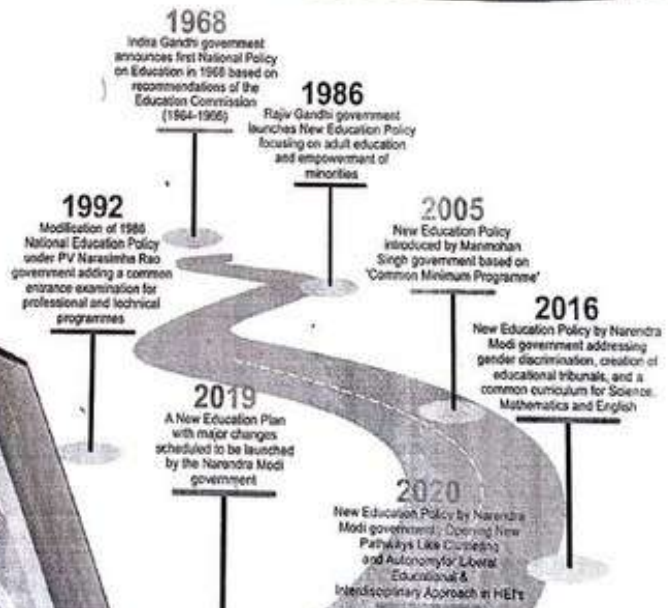 1968
Indira Gandhi government
announces first National Policy
on Education in 1968 based on
recommendations of the
Education Commission
(1964-1966)
1986
Rajiv Gandhi government
launches New Education Policy
focusing on adult education
and empowerment of
minorities
1992
Modification of 1986
National Education Policy
under PV Narasimha Rao
government adding a common
entrance examination for
professional and technical
programmes
2005
New Education Policy
introduced by Manmohan
Singh government based on
'Common Minimum Programme'
2016
New Education Policy by Narendra
Modi government addressing
gender discrimination, creation of
educational tribunals, and a
common curriculum for Science,
Mathematics and English
2019
A New Education Plan
with major changes
scheduled to be launched
by the Narendra Modi
government
2020
New Education Policy by Narendra
Modi government : Opening New
Pathways Like Clustering
and Autonomyfor Liberal
Educational &
Interdisciplinary Approach in HEI's